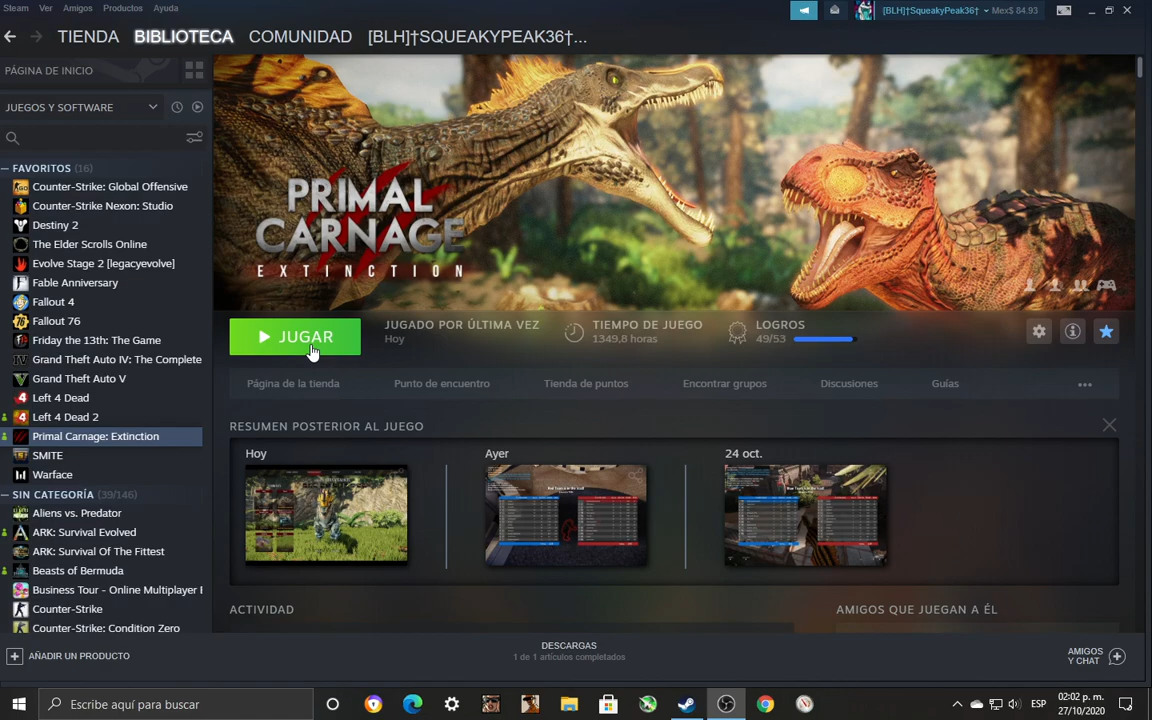 Steam Ver Amigos Productos Ayuda
[BLH]†SqueakyPeak36† Mex$ 84.93
TIENDA BIBLIOTECA COMUNIDAD [BLH]†SQUEAKYPEAK36†...
PÁGINA DE INICIO
JUEGOS Y SOFTWARE
FAVORITOS (16)
Counter-Strike: Global Offensive
Counter-Strike Nexon: Studio
Destiny 2
The Elder Scrolls Online
Evolve Stage 2 [legacyevolve]
Fable Anniversary
Fallout 4
Fallout 76
Friday the 13th: The Game
Grand Theft Auto IV: The Complete
Grand Theft Auto V
Left 4 Dead
Left 4 Dead 2
Primal Carnage: Extinction
SMITE
Warface
SIN CATEGORÍA (39/146)
Aliens vs. Predator
ARK: Survival Evolved
ARK: Survival Of The Fittest
Beasts of Bermuda
Business Tour - Online Multiplayer
Counter-Strike
Counter-Strike: Condition Zero
AÑADIR UN PRODUCTO
PRIMAL
CARNAGE
EXTINCTION
JUGAR
JUGADO POR ÚLTIMA VEZ
Hoy
TIEMPO DE JUEGO
1349,8 horas
LOGROS
49/53
Página de la tienda Punto de encuentro Tienda de puntos Encontrar grupos Discusiones Guías
RESUMEN POSTERIOR AL JUEGO
Hoy Ayer 24 oct.
ACTIVIDAD AMIGOS QUE JUEGAN A ÉL
DESCARGAS
1 de 1 artículos completados
AMIGOS
Y CHAT
Escribe aquí para buscar
ESP
02:02 p. m.
27/10/2020